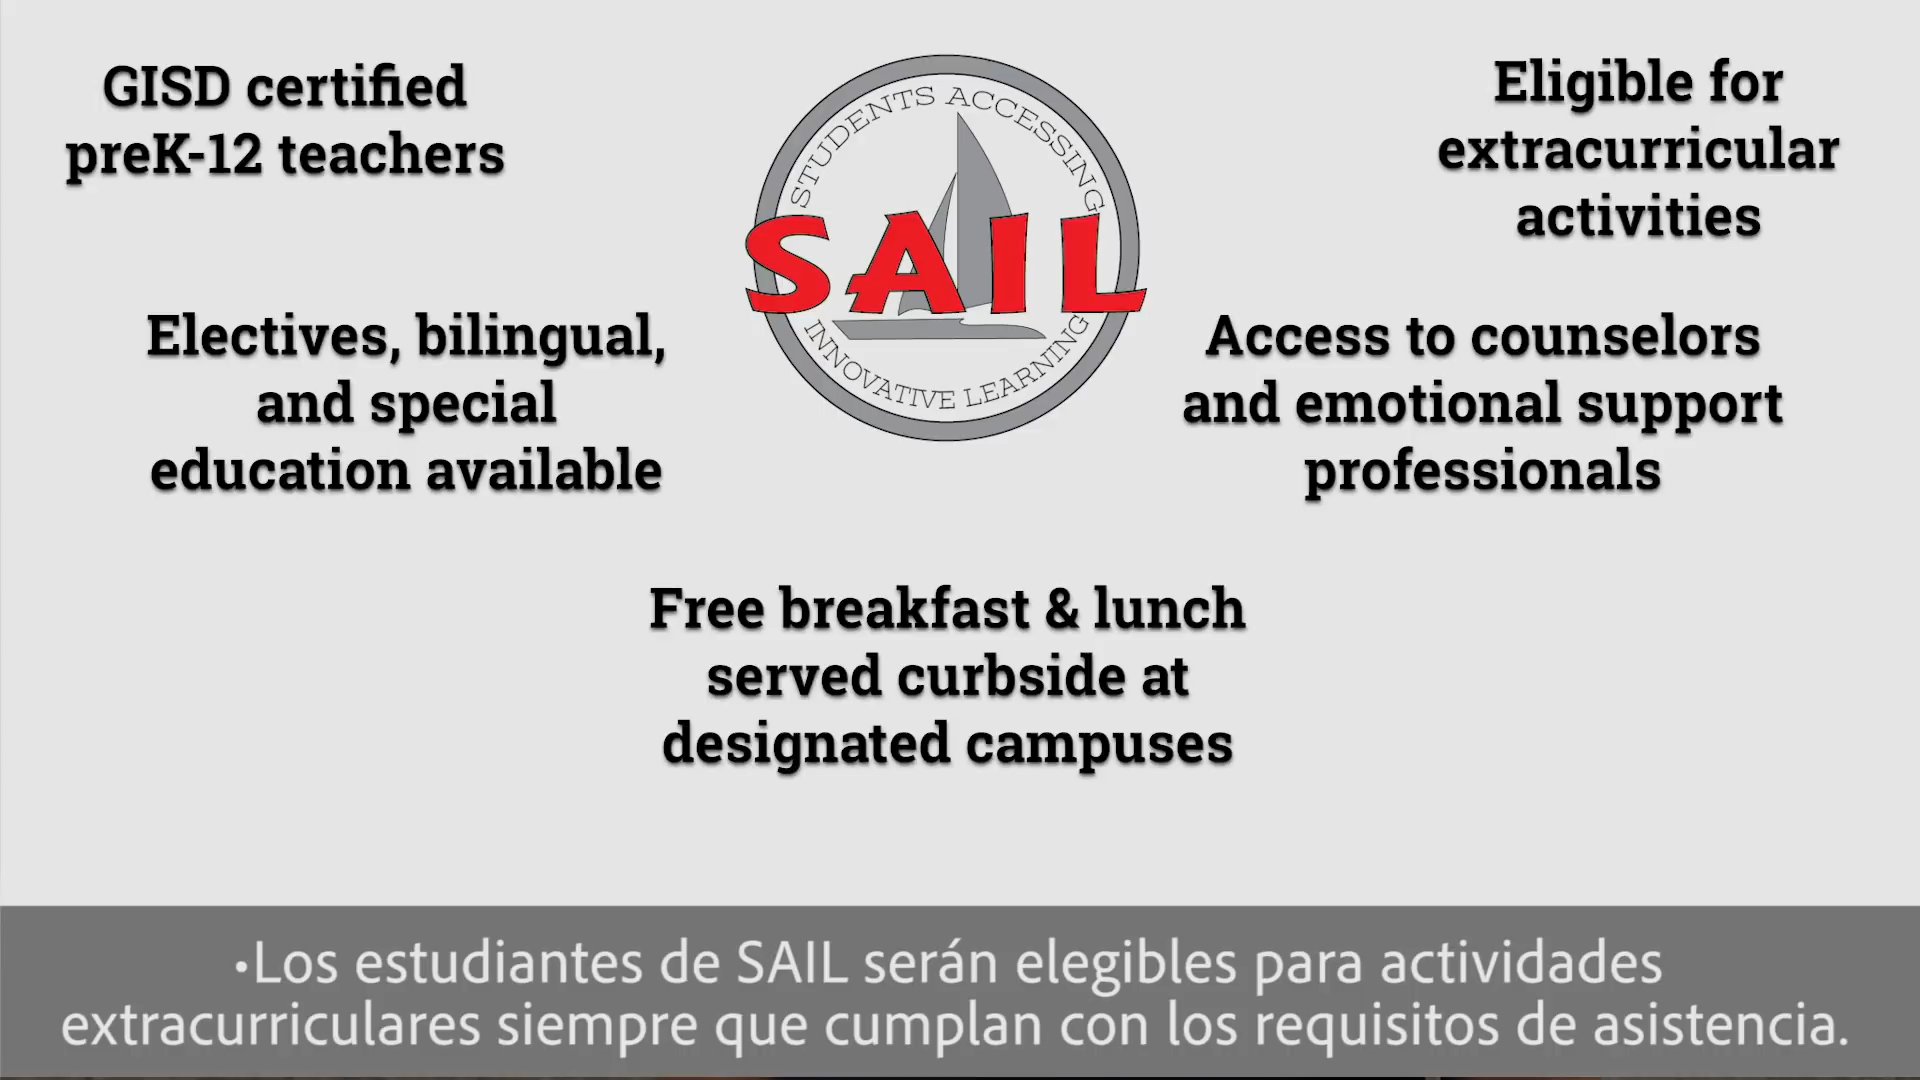 GISD certified
preK-12 teachers
STUDENTS ACCESSING
SAIL
INNOVATIVE LEARNING
Eligible for
extracurricular
activities
Electives, bilingual,
and special
education available
Access to counselors
and emotional support
professionals
Free breakfast & lunch
served curbside at
designated campuses
•Los estudiantes de SAIL serán elegibles para actividades
extracurriculares siempre que cumplan con los requisitos de asistencia.